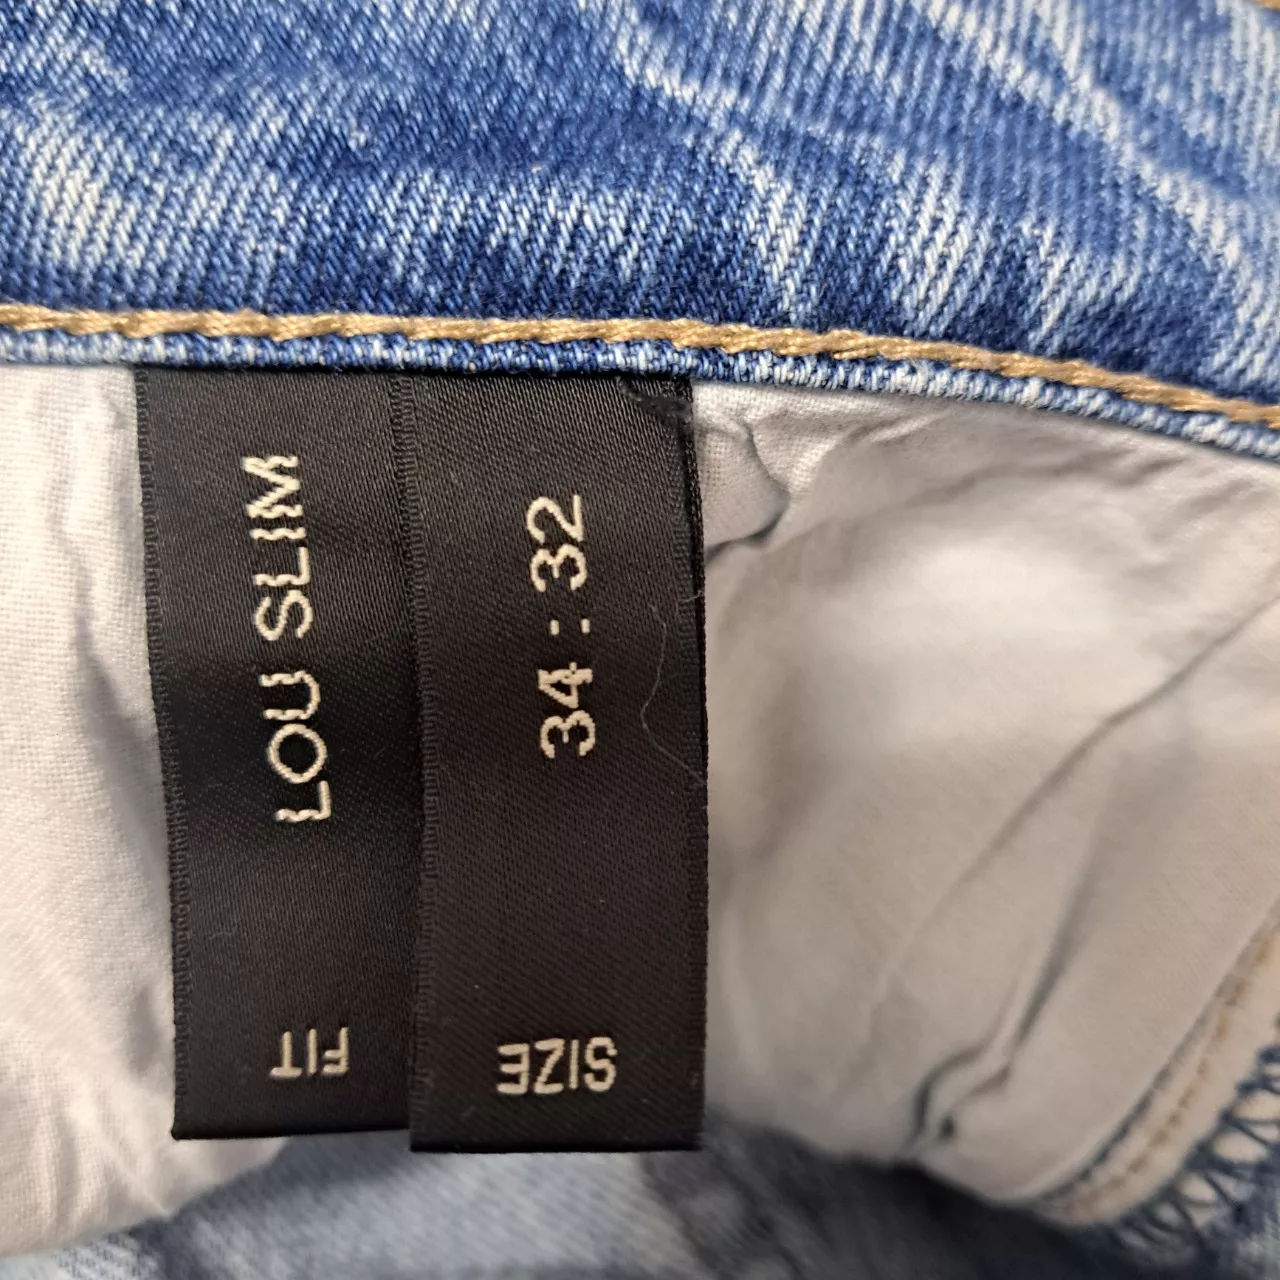 FIT
LOU SLIM
SIZE
34 : 32